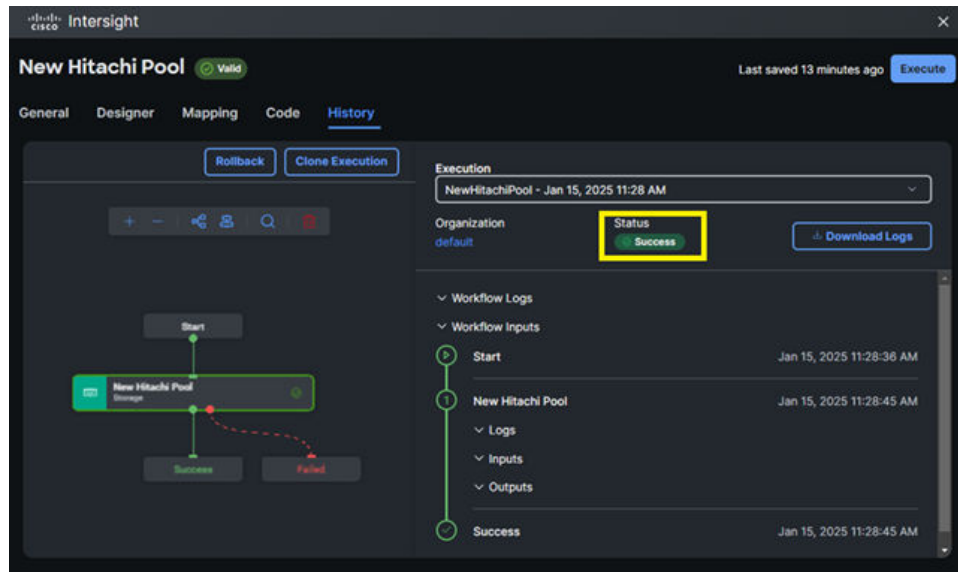 cisco Intersight
New Hitachi Pool Valid
Last saved 13 minutes ago Execute
General Designer Mapping Code History
Rollback Clone Execution
Execution
NewHitachiPool - Jan 15, 2025 11:28 AM
Organization Status
default Success
Download Logs
Workflow Logs
Workflow Inputs
Start
Start Jan 15, 2025 11:28:36 AM
New Hitachi Pool
Storage
1 New Hitachi Pool Jan 15, 2025 11:28:45 AM
Logs
Inputs
Outputs
Success Failed
Success Jan 15, 2025 11:28:45 AM